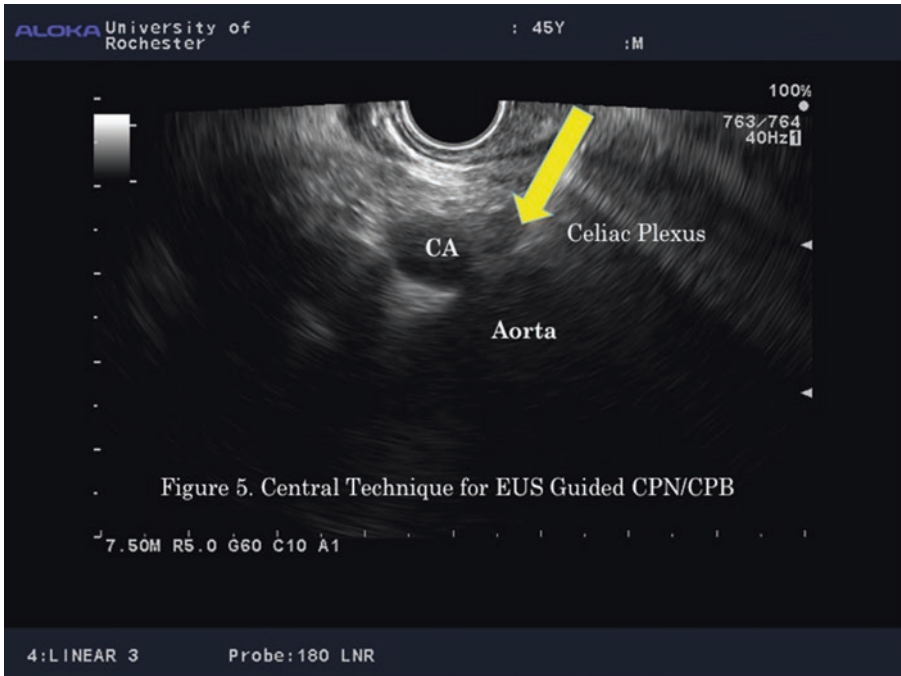 ALOKA University of
Rochester
: 45Y
:M
100%
763/764
40Hz1
CA
Celiac Plexus
Aorta
Figure 5. Central Technique for EUS Guided CPN/CPB
7.50M R5.0 G60 C10 A1
4:LINEAR 3 Probe:180 LNR